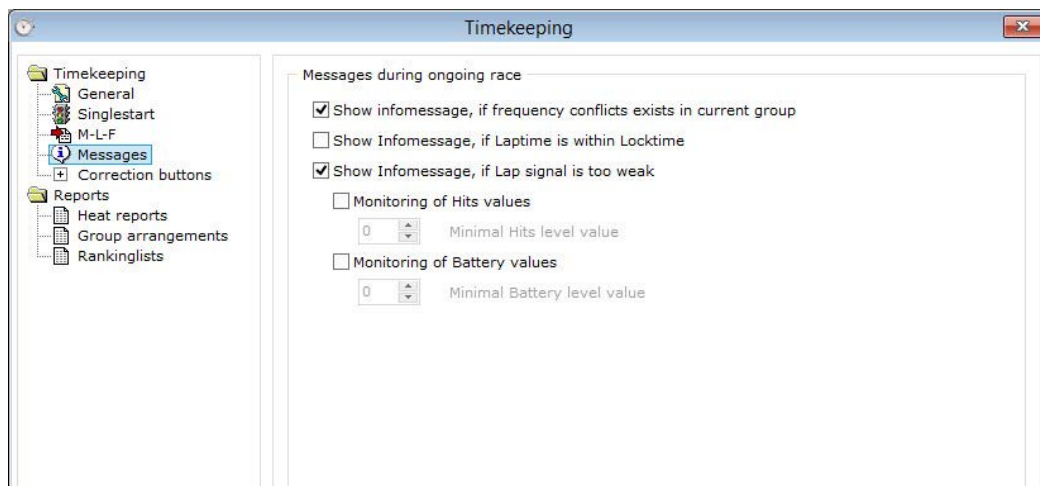 Timekeeping
Timekeeping
General
Singlestart
M-L-F
Messages
Correction buttons
Reports
Heat reports
Group arrangements
Rankinglists
Messages during ongoing race
Show infomessage, if frequency conflicts exists in current group
Show Infomessage, if Laptime is within Locktime
Show Infomessage, if Lap signal is too weak
Monitoring of Hits values
0 Minimal Hits level value
Monitoring of Battery values
0 Minimal Battery level value